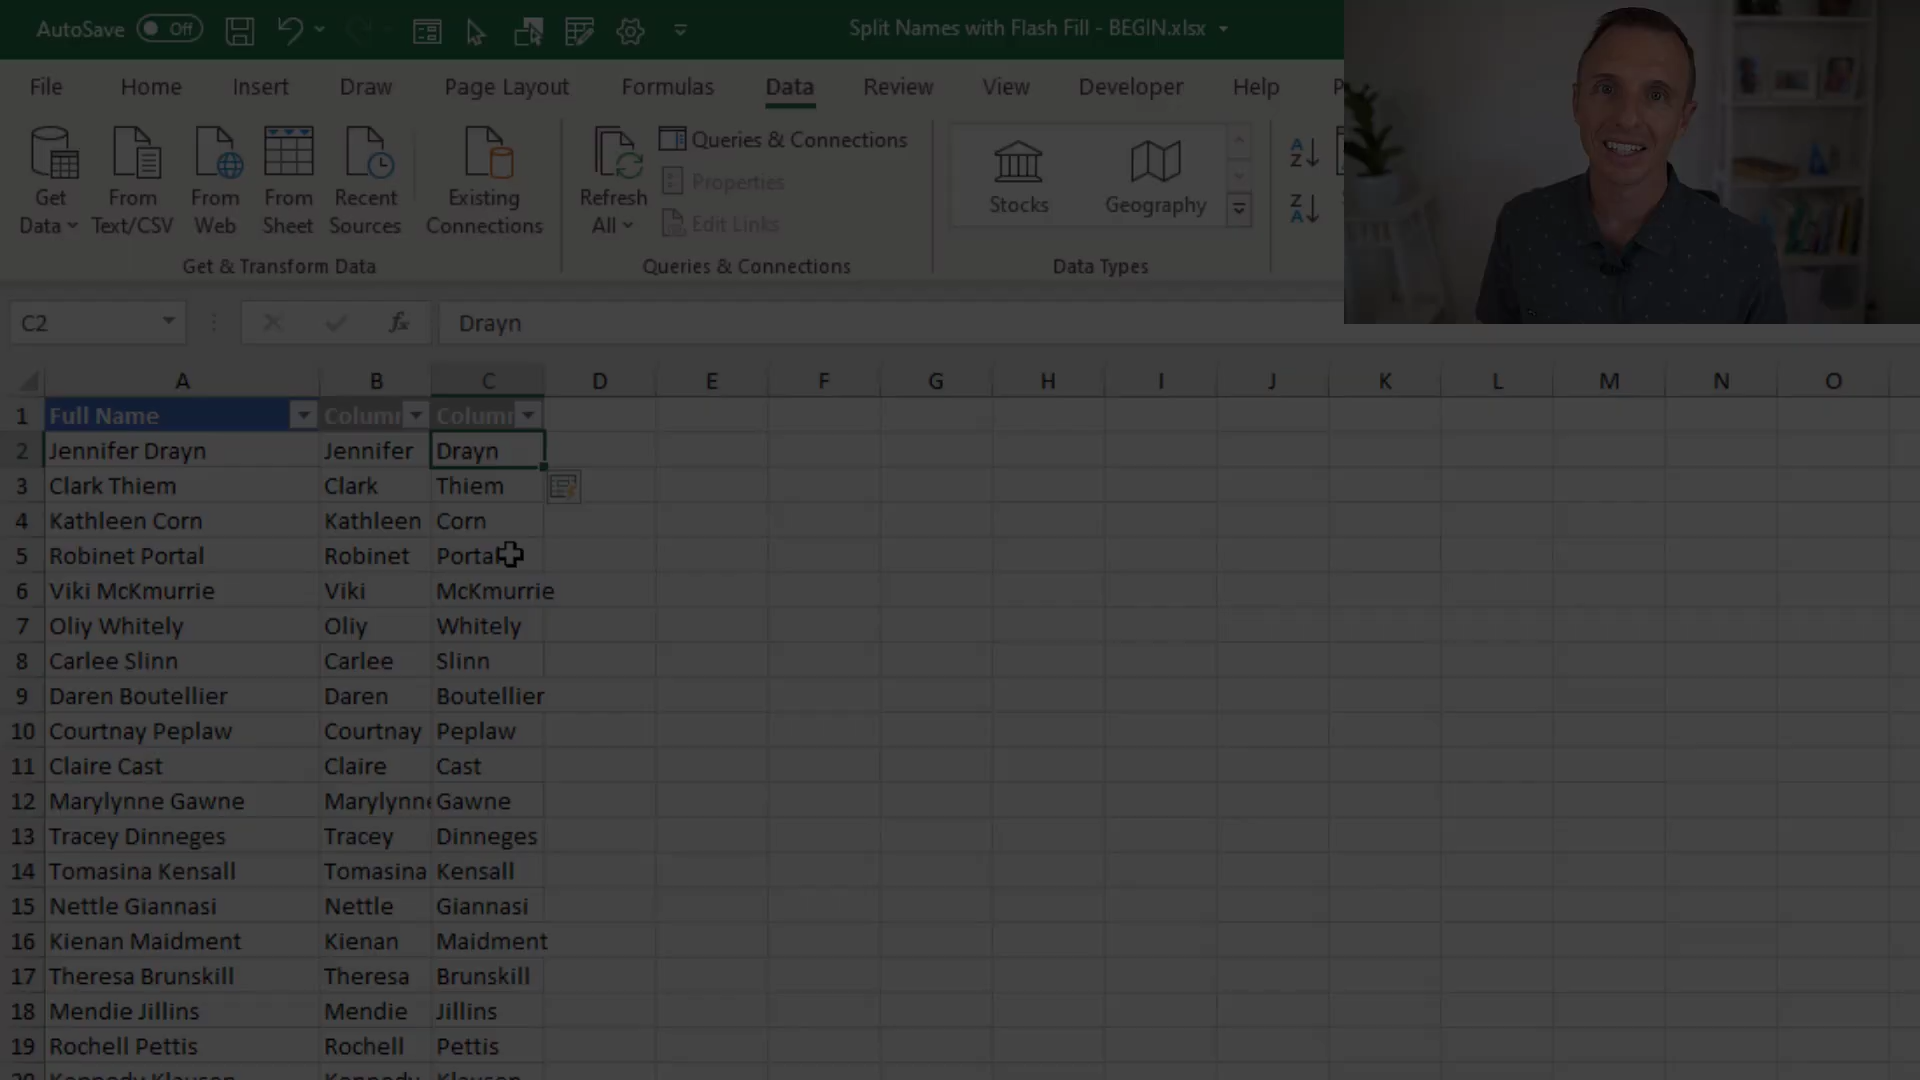 AutoSave Off Split Names with Flash Fill - BEGIN.xlsx
File Home Insert Draw Page Layout Formulas Data Review View Developer Help
Get Data From Text/CSV From Web From Sheet Recent Sources Existing Connections
Refresh All Queries & Connections Properties Edit Links
Stocks Geography
Get & Transform Data Queries & Connections Data Types
C2 fx Drayn
A B C D E F G H I J K L M N O
1 Full Name
2 Jennifer Drayn Jennifer Drayn
3 Clark Thiem Clark Thiem
4 Kathleen Corn Kathleen Corn
5 Robinet Portal Robinet Portal
6 Viki McKmurrie Viki McKmurrie
7 Oliy Whitely Oliy Whitely
8 Carlee Slinn Carlee Slinn
9 Daren Boutellier Daren Boutellier
10 Courtnay Peplaw Courtnay Peplaw
11 Claire Cast Claire Cast
12 Marylynne Gawne Marylynne Gawne
13 Tracey Dinneges Tracey Dinneges
14 Tomasina Kensall Tomasina Kensall
15 Nettle Giannasi Nettle Giannasi
16 Kienan Maidment Kienan Maidment
17 Theresa Brunskill Theresa Brunskill
18 Mendie Jillins Mendie Jillins
19 Rochell Pettis Rochell Pettis